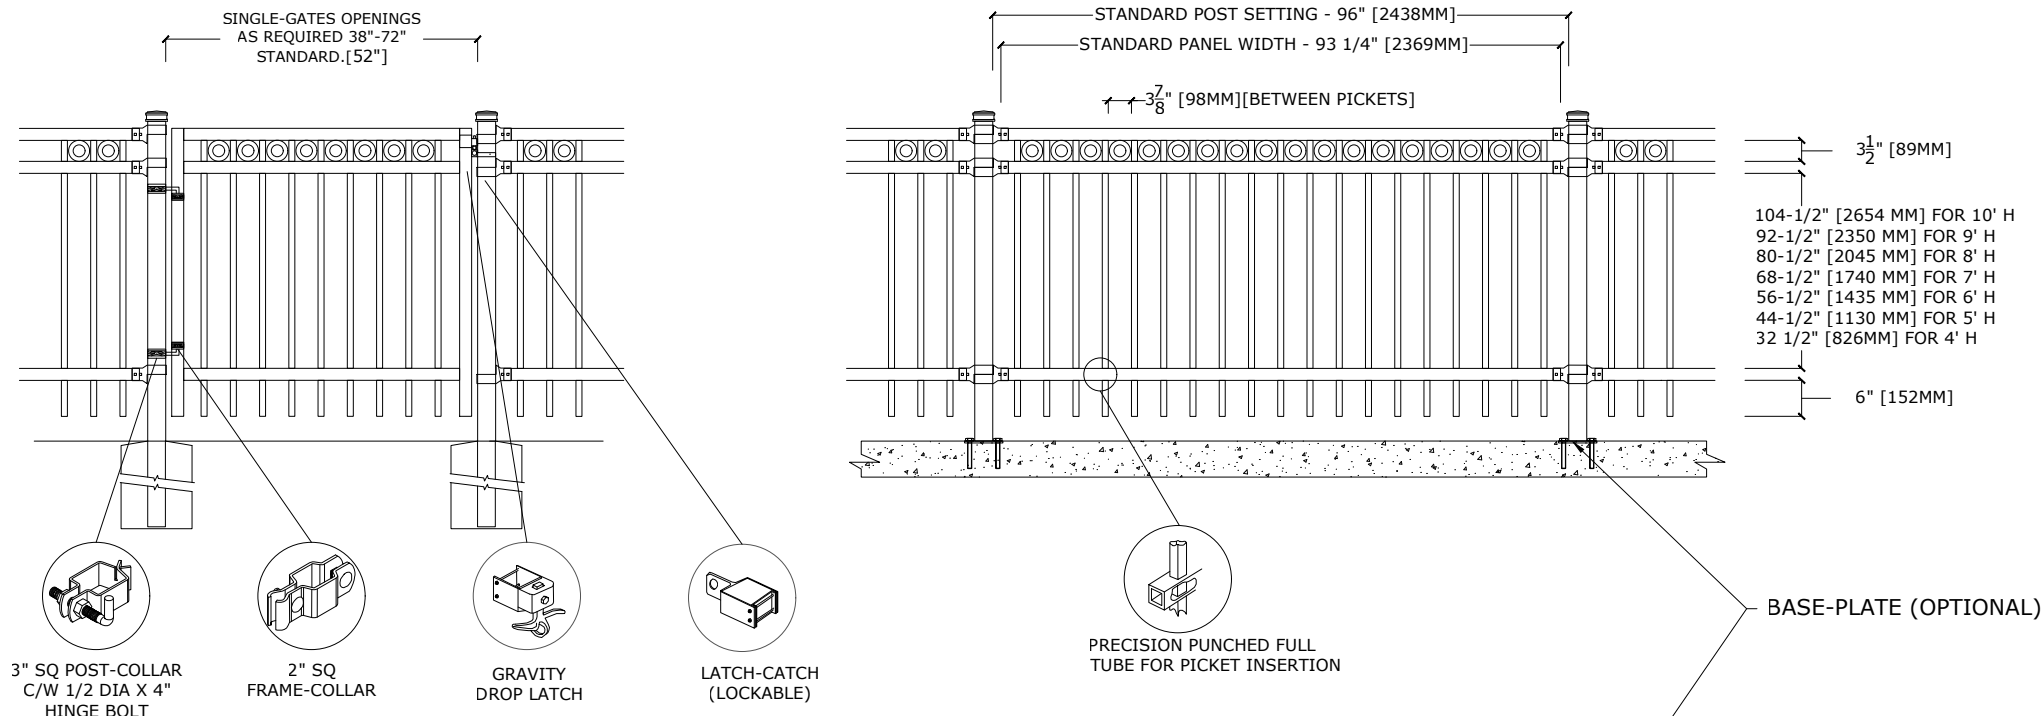 SINGLE-GATES OPENINGS
AS REQUIRED 38"-72"
STANDARD.[52"]
STANDARD POST SETTING - 96" [2438MM]
STANDARD PANEL WIDTH - 93 1/4" [2369MM]
3 7/8" [98MM][BETWEEN PICKETS]
3 1/2" [89MM]
104-1/2" [2654 MM] FOR 10' H
92-1/2" [2350 MM] FOR 9' H
80-1/2" [2045 MM] FOR 8' H
68-1/2" [1740 MM] FOR 7' H
56-1/2" [1435 MM] FOR 6' H
44-1/2" [1130 MM] FOR 5' H
32 1/2" [826MM] FOR 4' H
6" [152MM]
3" SQ POST-COLLAR
C/W 1/2 DIA X 4"
HINGE BOLT
2" SQ
FRAME-COLLAR
GRAVITY
DROP LATCH
LATCH-CATCH
(LOCKABLE)
PRECISION PUNCHED FULL
TUBE FOR PICKET INSERTION
BASE-PLATE (OPTIONAL)